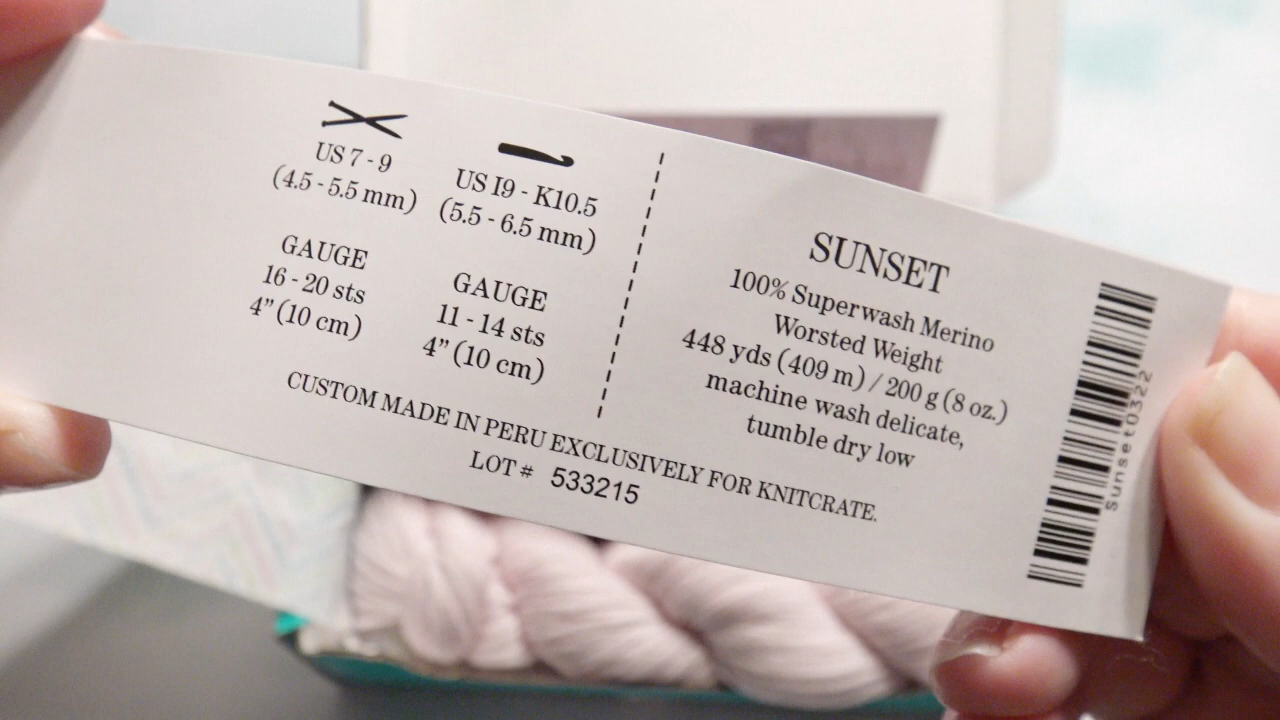 US 7 - 9
(4.5 - 5.5 mm)
GAUGE
16 - 20 sts
4” (10 cm)
US I9 - K10.5
(5.5 - 6.5 mm)
GAUGE
11 - 14 sts
4” (10 cm)
SUNSET
100% Superwash Merino
Worsted Weight
448 yds (409 m) / 200 g (8 oz.)
machine wash delicate,
tumble dry low
CUSTOM MADE IN PERU EXCLUSIVELY FOR KNITCRATE.
LOT # 533215
Sunset0322